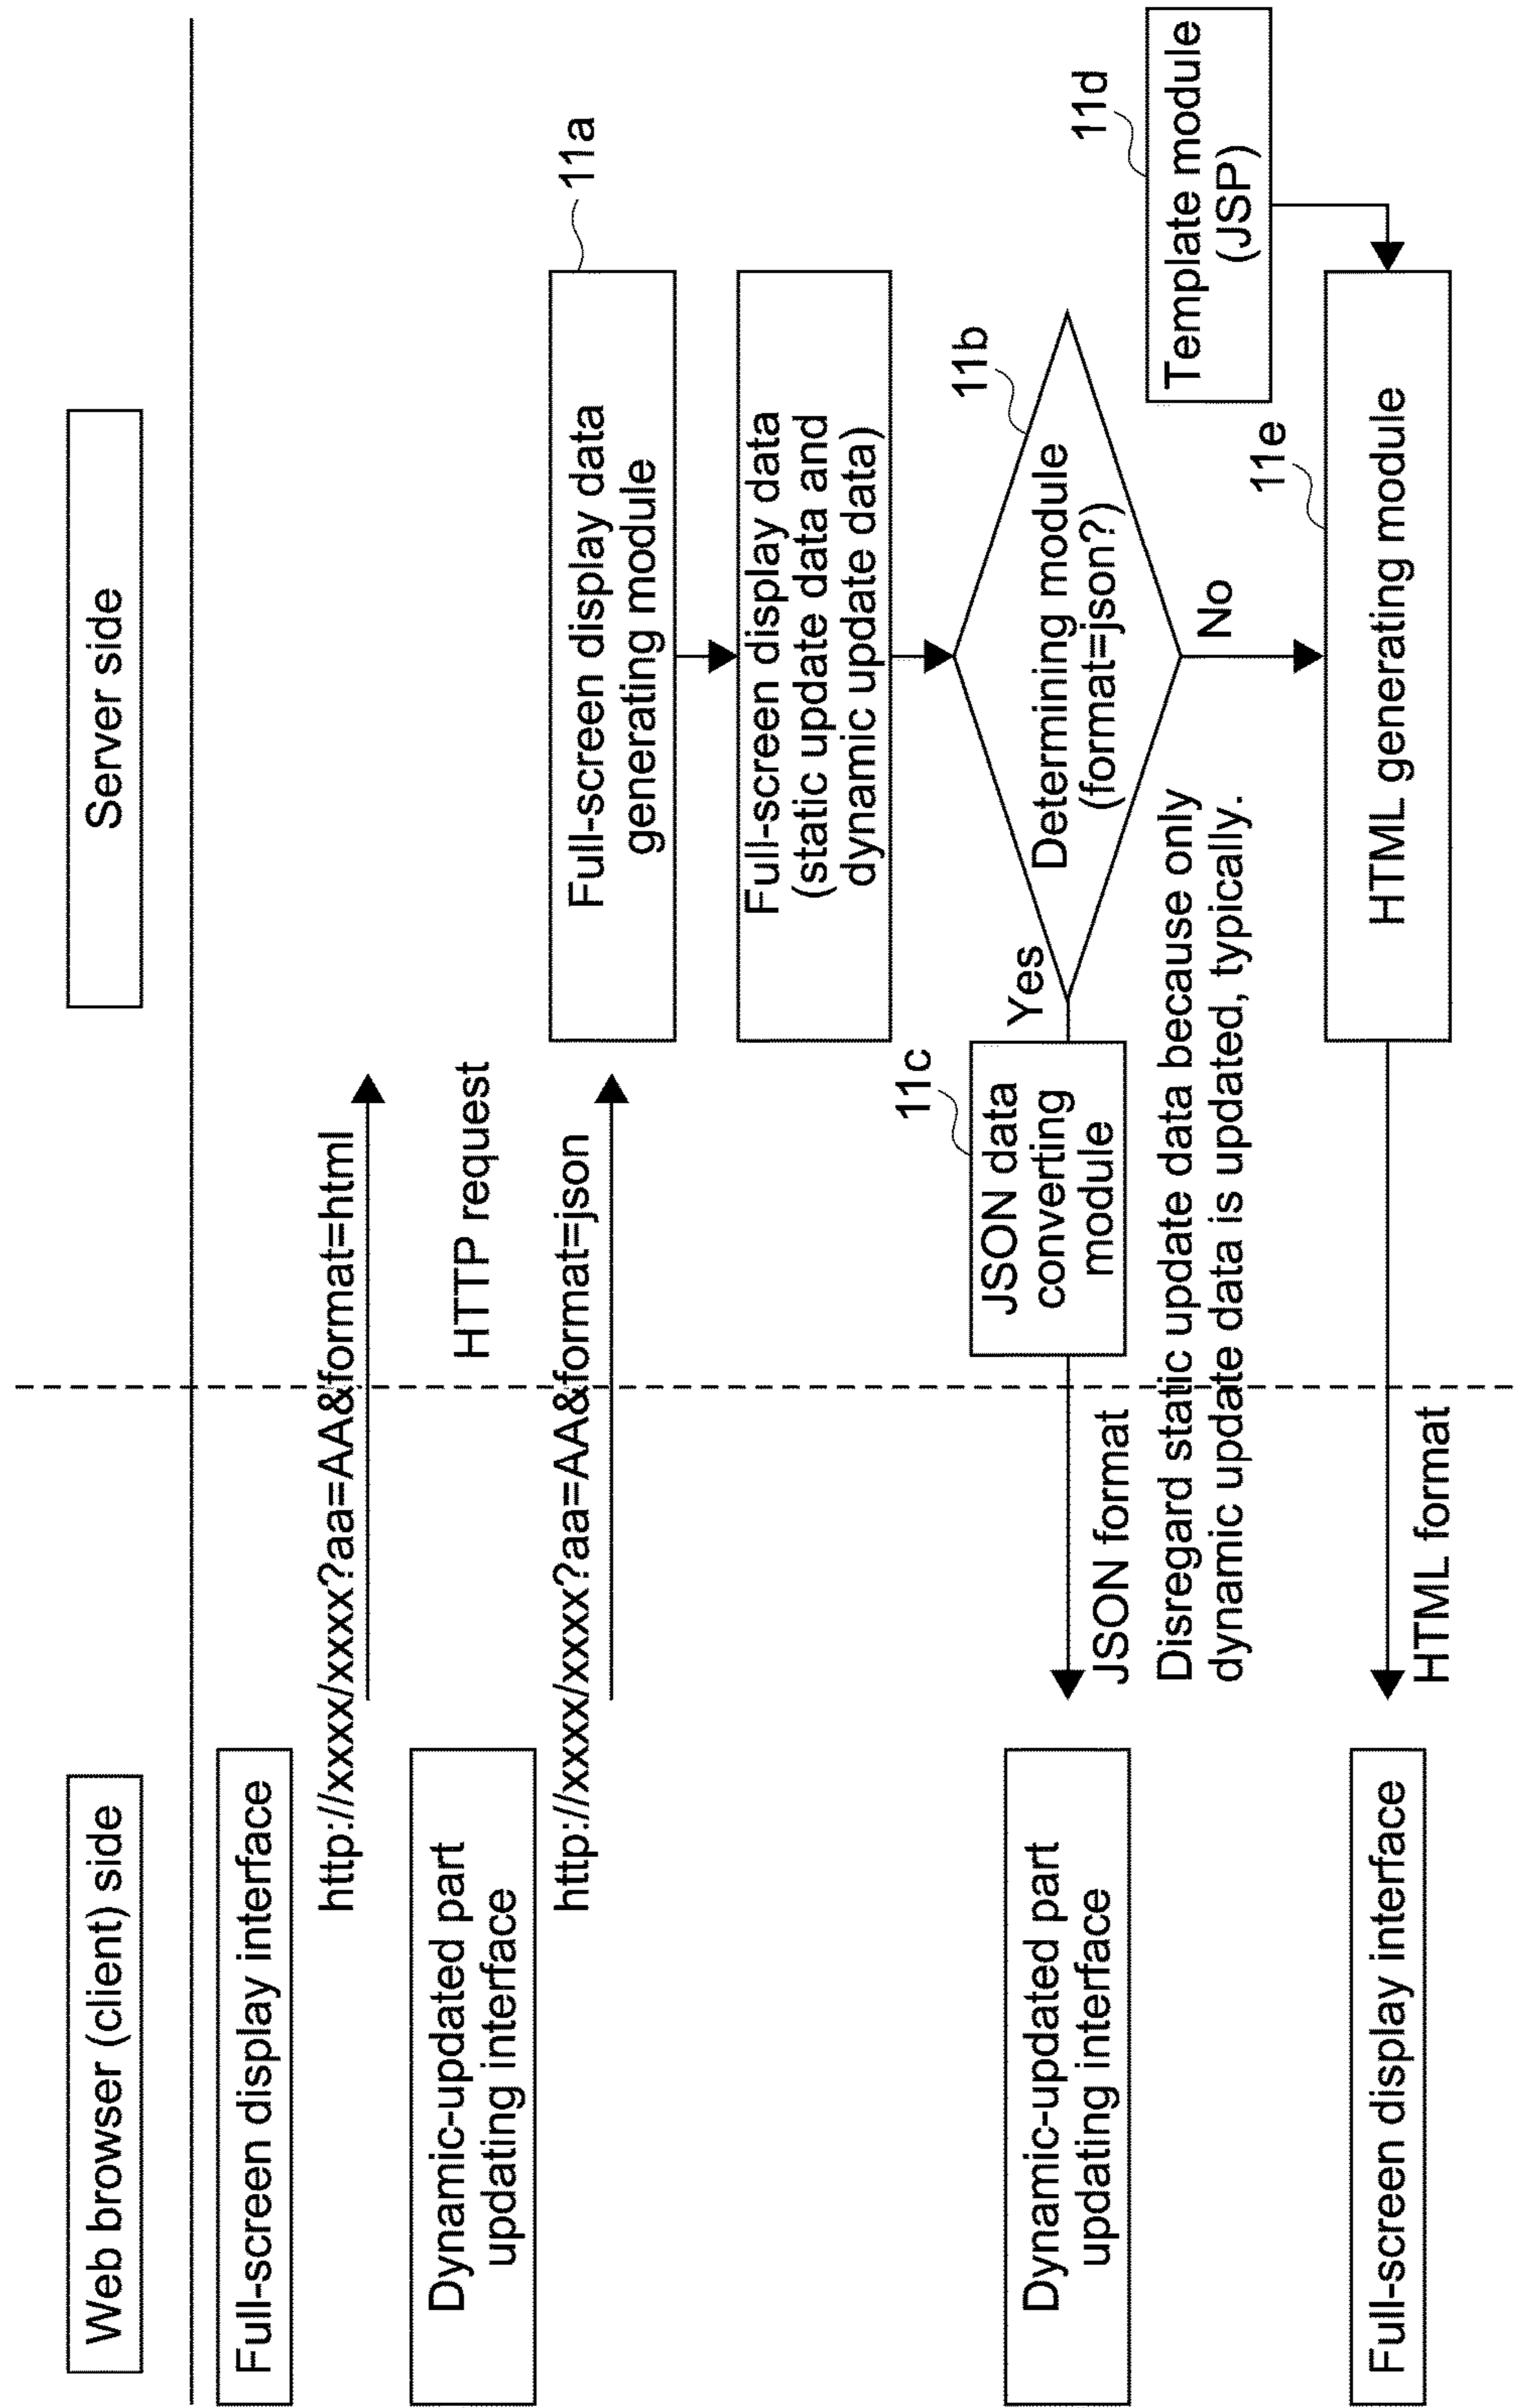 Web browser (client) side
Server side
Full-screen display interface
http://xxx/xxx?aa=AA&format=html
HTTP request
Dynamic-updated part
updating interface
http://xxx/xxx?aa=AA&format=json
11a
Full-screen display data
generating module
Full-screen display data
(static update data and
dynamic update data)
11b
Determining module
(format=json?)
Yes
No
11c
JSON data
converting
module
JSON format
Dynamic-updated part
updating interface
Disregard static update data because only
dynamic update data is updated, typically.
11d
Template module
(JSP)
11e
HTML generating module
HTML format
Full-screen display interface